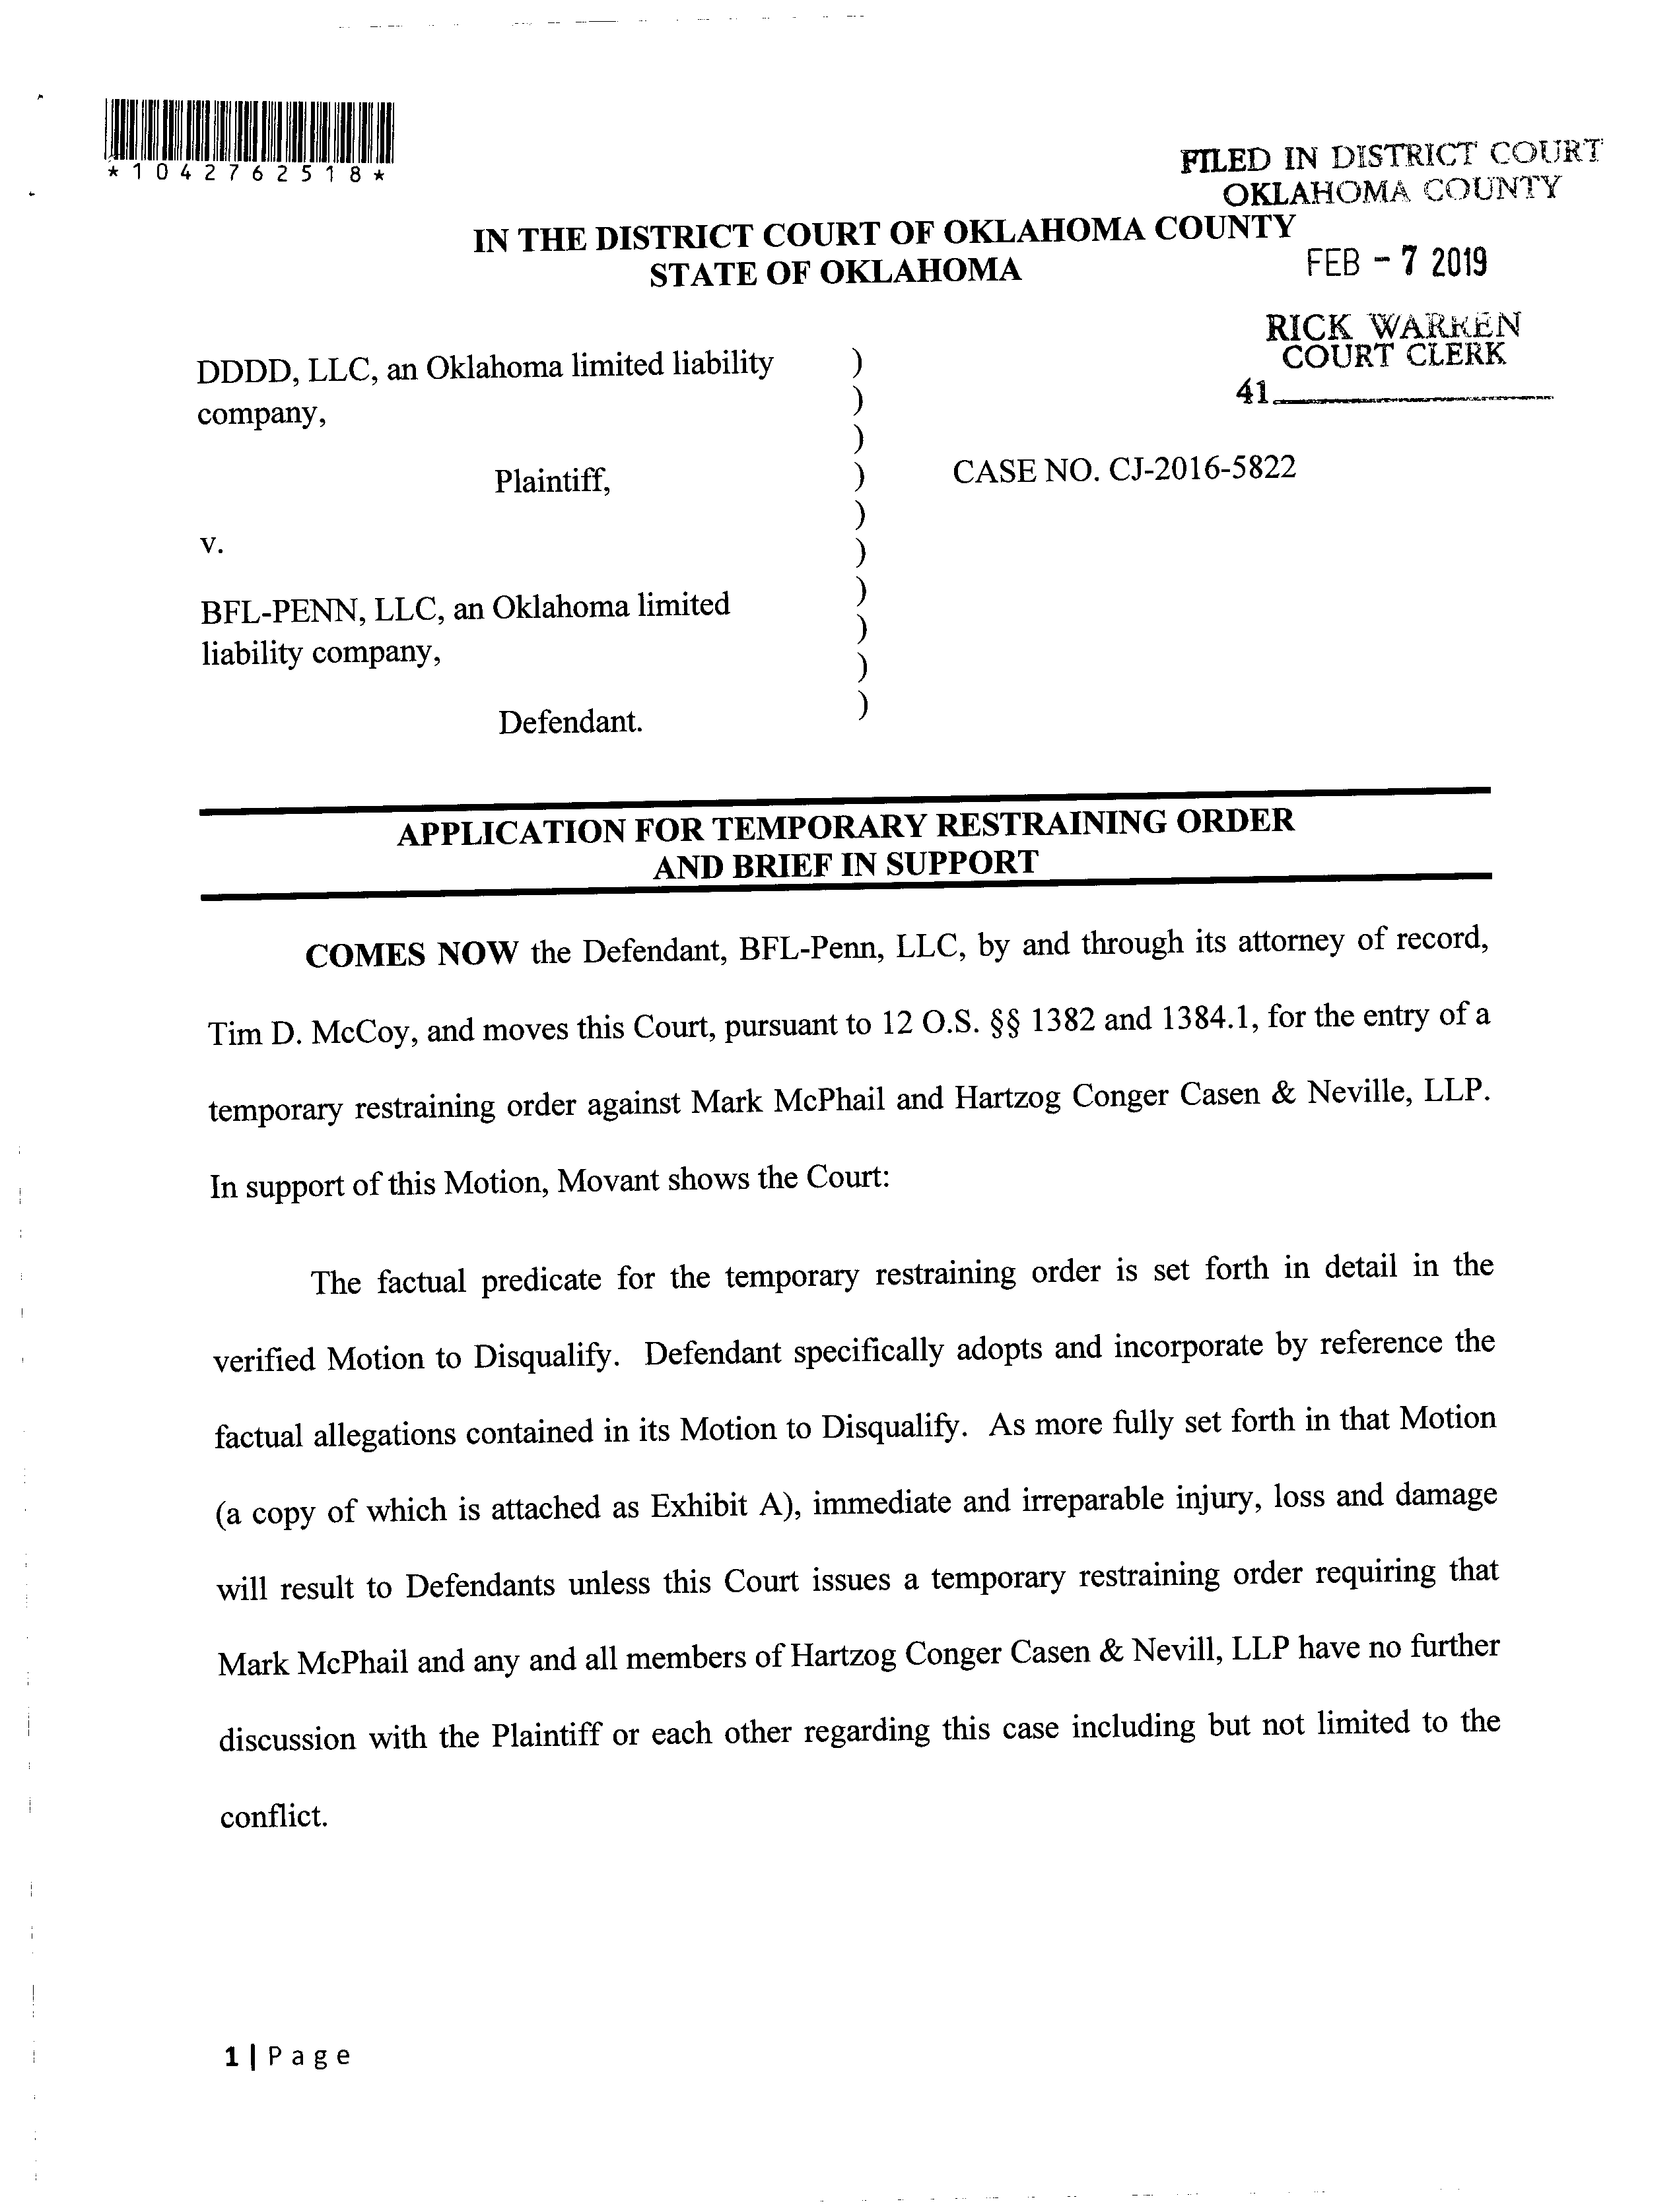 *1042762518*
FILED IN DISTRICT COURT
OKLAHOMA COUNTY
IN THE DISTRICT COURT OF OKLAHOMA COUNTY
STATE OF OKLAHOMA
FEB - 7 2019
RICK WARREN
COURT CLERK
41
DDDD, LLC, an Oklahoma limited liability )
company, )
)
Plaintiff, ) CASE NO. CJ-2016-5822
)
v. )
)
BFL-PENN, LLC, an Oklahoma limited )
liability company, )
)
Defendant.
APPLICATION FOR TEMPORARY RESTRAINING ORDER
AND BRIEF IN SUPPORT
COMES NOW the Defendant, BFL-Penn, LLC, by and through its attorney of record,
Tim D. McCoy, and moves this Court, pursuant to 12 O.S. §§ 1382 and 1384.1, for the entry of a
temporary restraining order against Mark McPhail and Hartzog Conger Casen & Neville, LLP.
In support of this Motion, Movant shows the Court:
The factual predicate for the temporary restraining order is set forth in detail in the
verified Motion to Disqualify. Defendant specifically adopts and incorporate by reference the
factual allegations contained in its Motion to Disqualify. As more fully set forth in that Motion
(a copy of which is attached as Exhibit A), immediate and irreparable injury, loss and damage
will result to Defendants unless this Court issues a temporary restraining order requiring that
Mark McPhail and any and all members of Hartzog Conger Casen & Nevill, LLP have no further
discussion with the Plaintiff or each other regarding this case including but not limited to the
conflict.
1 | Page